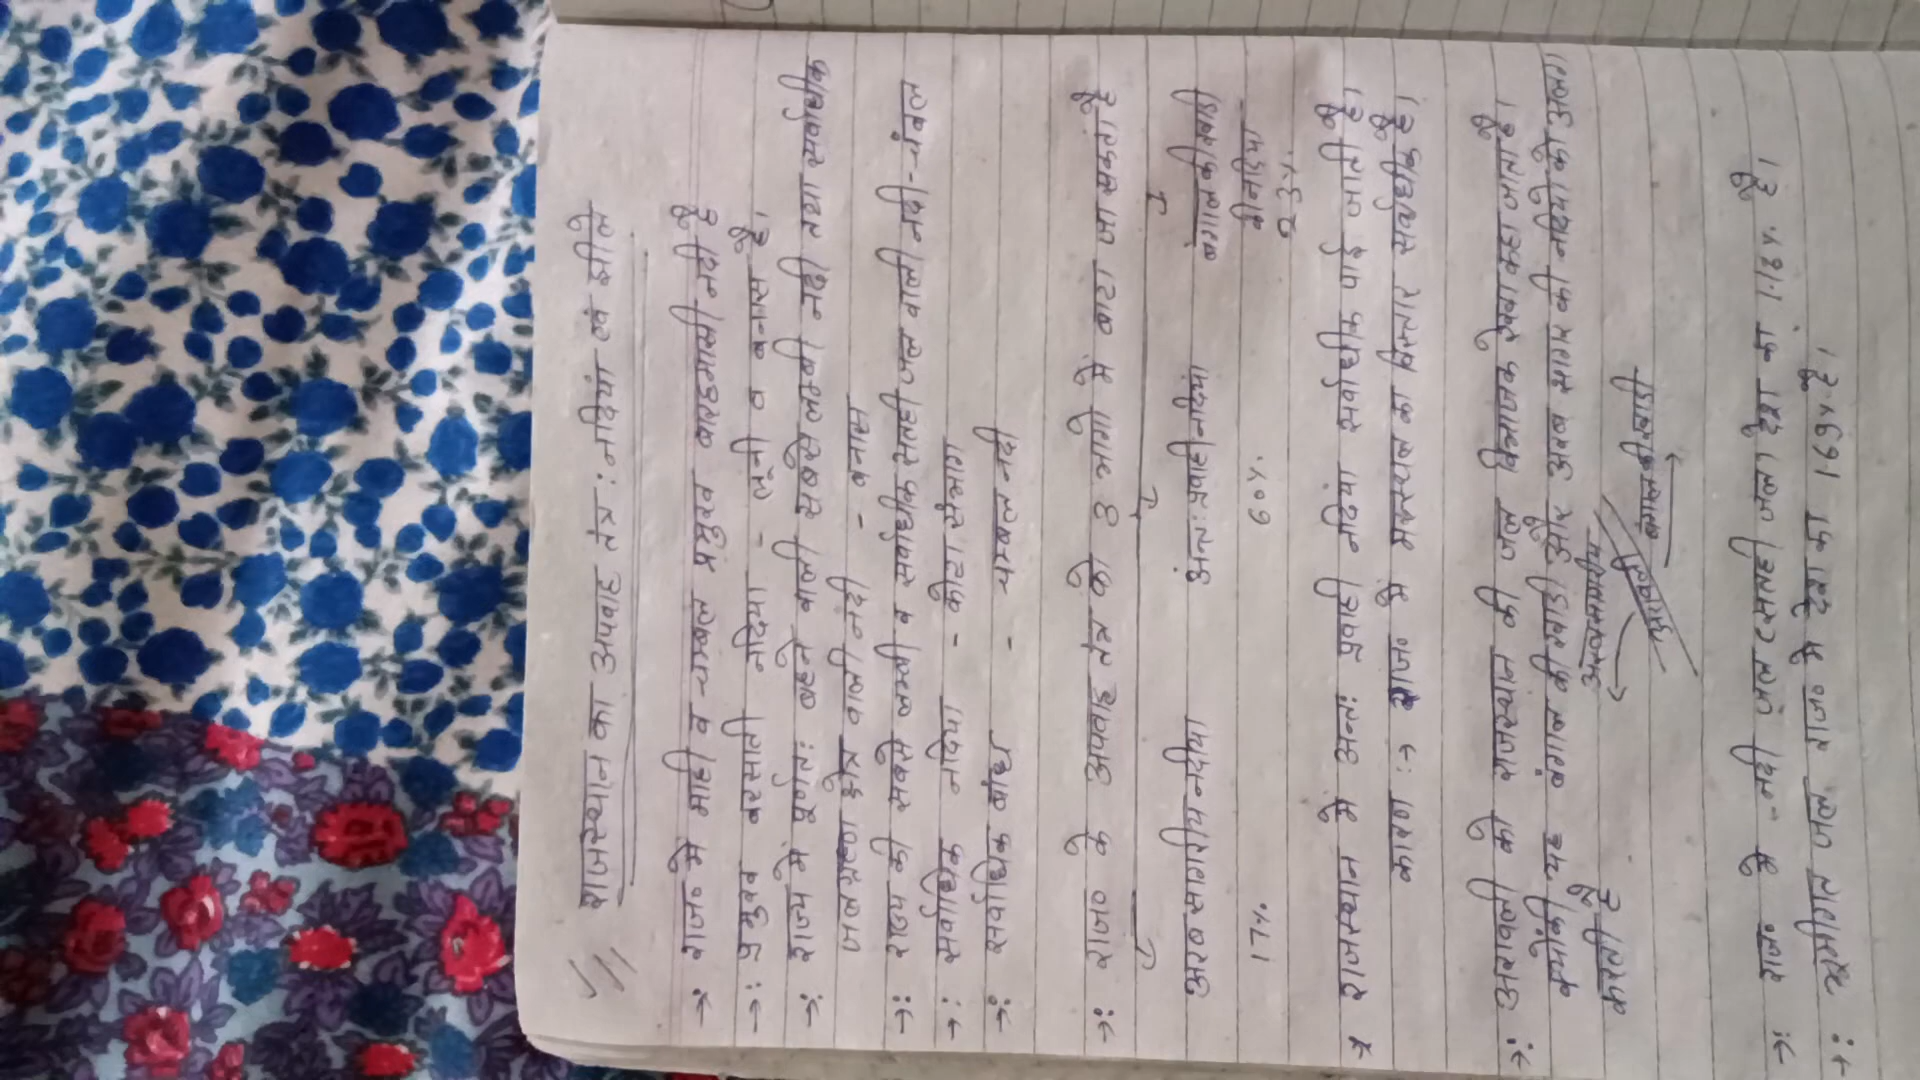 राजस्थान का अपवाह तंत्र : नदियां एवं झीले
→ राज० मे माही व चम्बल प्रमुख बारहमासी नदी है
→: प्रमुख बरसाती नदिया - लूनी व बनास है।
→: राज्य मे पूर्णतः बहने वाली सबसे लम्बी नदी तथा सर्वाधीक
जलग्रहण क्षेत्र वाली नदी - बनास
→: राज्य की सबसे लम्बी व सर्वाधीक सतही जल वाली नदी - चंबल
→: सर्वाधिक नदिया - कोटा संभाग
→: सर्वाधिक बांध - चम्बल नदी
→: राज० के अपवाह तंत्र को 3 भागो मे बाटा जा सकता है
अरब सागरीय नदीया अंतः प्रवाही नदियां बंगाल की खाडी
की नदिया
17% 60% 23%
* राजस्थान मे अन्तः प्रवाही नदियां सर्वाधीक पाई जाती है।
कारण :→ राज० मे मरुस्थल का विस्तार सर्वाधिक है।
→: अरावली को राजस्थान की जल विभाजक रेखा कहा जाता है।
क्योंकी यह बंगाल की खाडी और अरब सागर की नदियो को अलग
करती है
अरब सागरीय
अरावली
बंगाल की खाडी
→: राज० मे नदी जल (सतही जल) देश का 1.16% है।
→: भूमीगत जल राज० मे देश का 1.69% है।